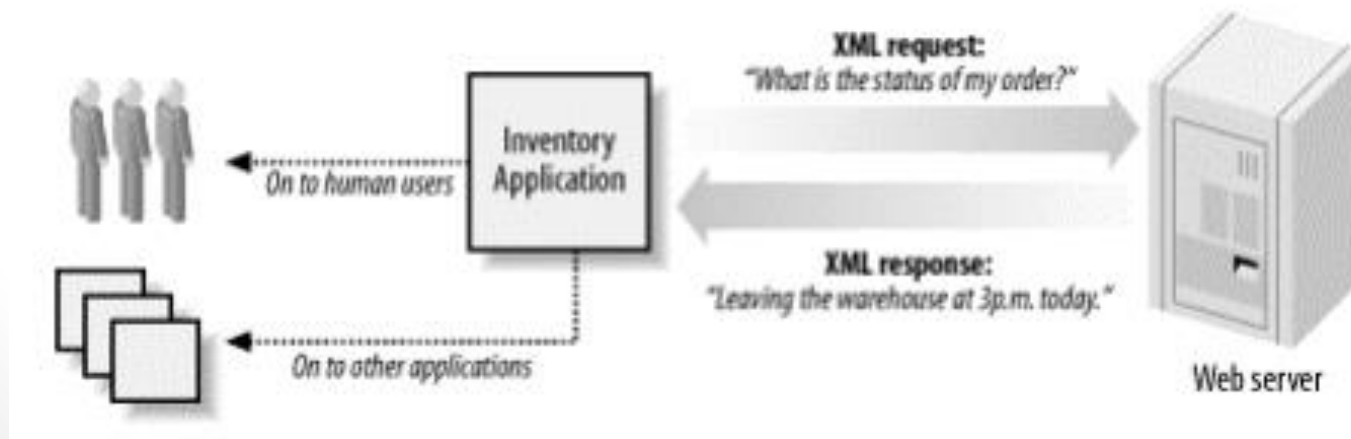 XML request:
"What is the status of my order?"
Inventory
Application
On to human users
XML response:
"Leaving the warehouse at 3p.m. today."
On to other applications
Web server